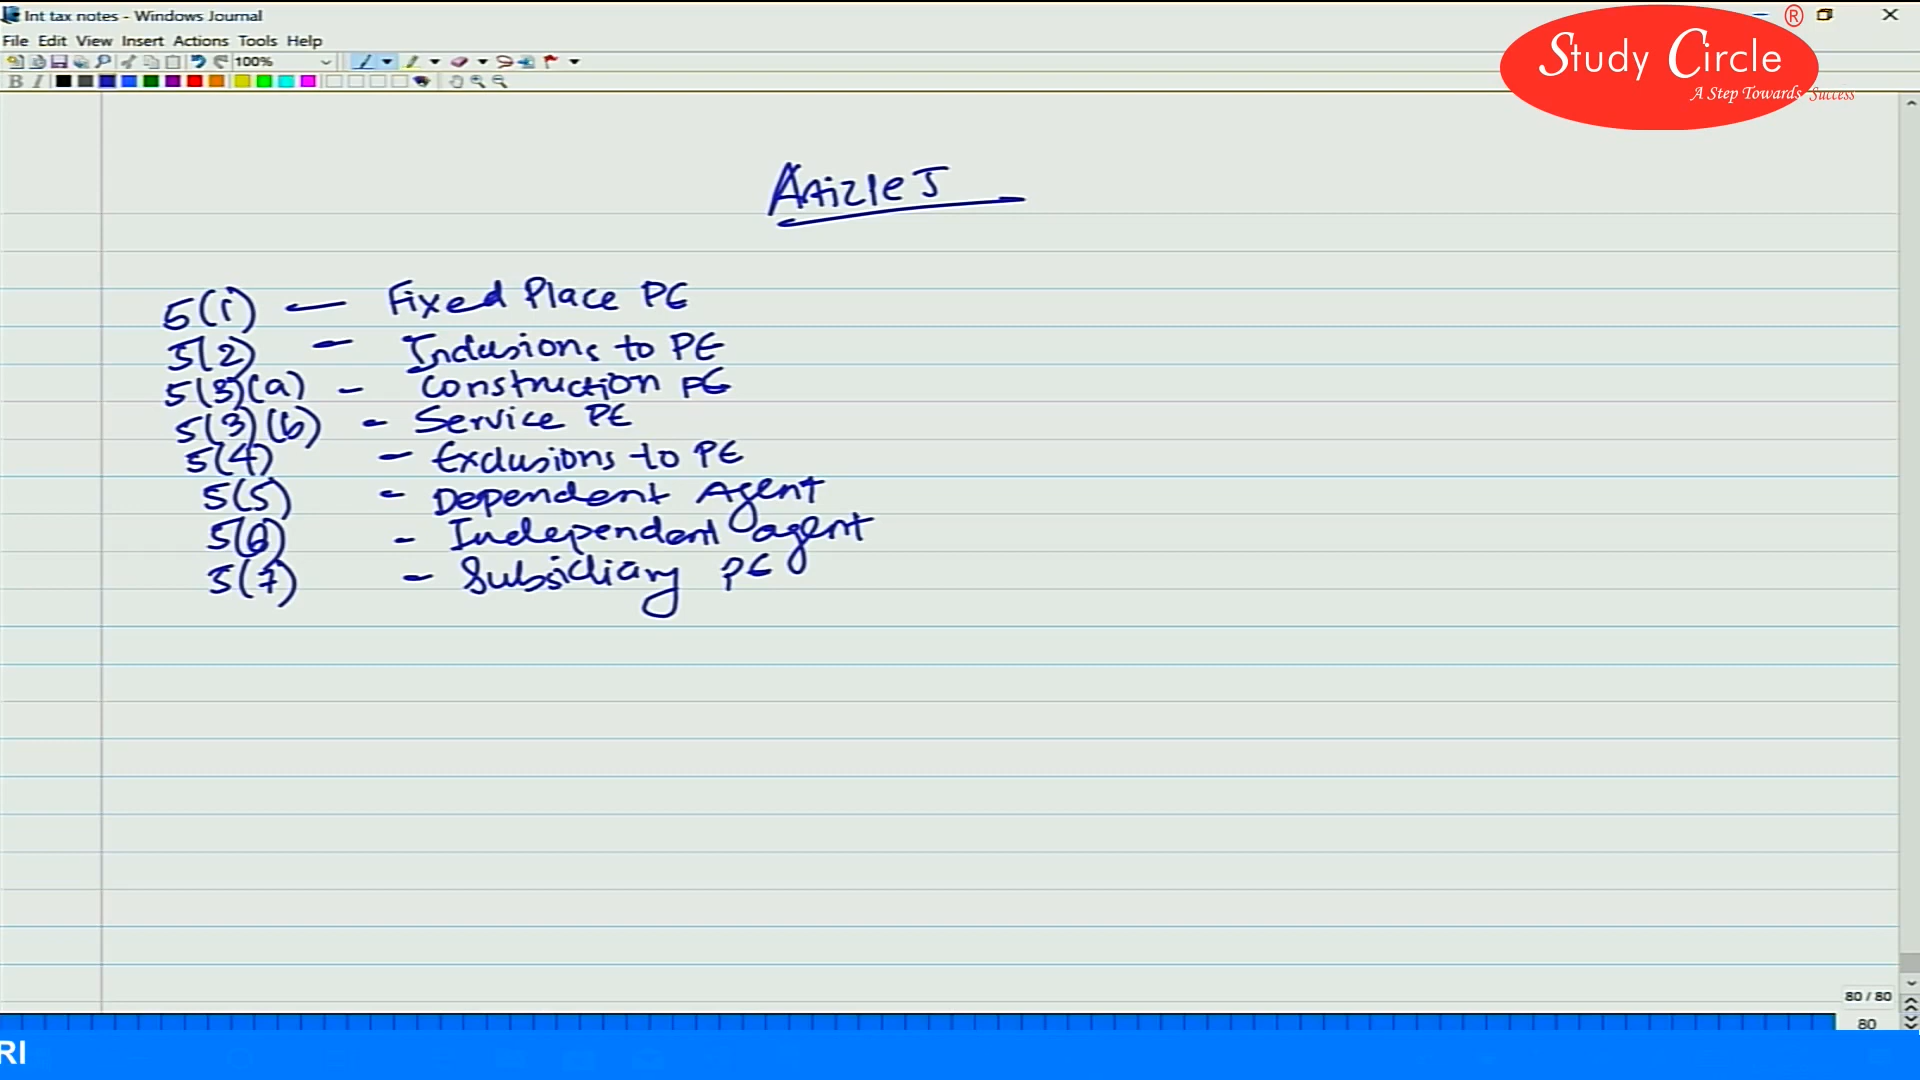 Int tax notes - Windows Journal
File Edit View Insert Actions Tools Help
100%
B I
Study Circle
®
A Step Towards Success
Article 5
5(1) — Fixed Place PE
5(2) — Inclusions to PE
5(3)(a) — Construction PE
5(3)(b) - Service PE
5(4) - Exclusions to PE
5(5) - Dependent Agent
5(6) - Independent agent
5(7) - Subsidiary PE
80 / 80
80
RI